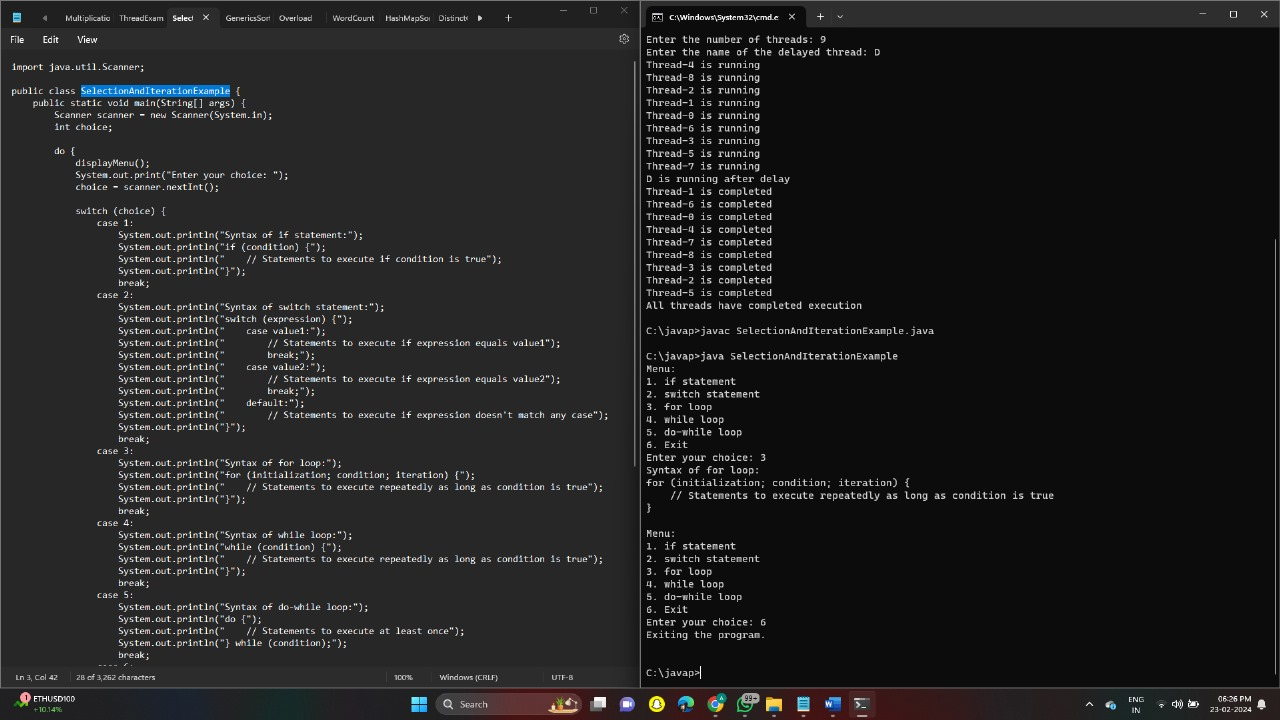 Multiplicatio ThreadExam Select GenericsSor Overload WordCount HashMapSo Distinct
File Edit View
import java.util.Scanner;
public class SelectionAndIterationExample {
    public static void main(String[] args) {
        Scanner scanner = new Scanner(System.in);
        int choice;
        do {
            displayMenu();
            System.out.print("Enter your choice: ");
            choice = scanner.nextInt();
            switch (choice) {
                case 1:
                    System.out.println("Syntax of if statement:");
                    System.out.println("if (condition) {");
                    System.out.println("    // Statements to execute if condition is true");
                    System.out.println("}");
                    break;
                case 2:
                    System.out.println("Syntax of switch statement:");
                    System.out.println("switch (expression) {");
                    System.out.println("    case value1:");
                    System.out.println("        // Statements to execute if expression equals value1");
                    System.out.println("        break;");
                    System.out.println("    case value2:");
                    System.out.println("        // Statements to execute if expression equals value2");
                    System.out.println("        break;");
                    System.out.println("    default:");
                    System.out.println("        // Statements to execute if expression doesn't match any case");
                    System.out.println("}");
                    break;
                case 3:
                    System.out.println("Syntax of for loop:");
                    System.out.println("for (initialization; condition; iteration) {");
                    System.out.println("    // Statements to execute repeatedly as long as condition is true");
                    System.out.println("}");
                    break;
                case 4:
                    System.out.println("Syntax of while loop:");
                    System.out.println("while (condition) {");
                    System.out.println("    // Statements to execute repeatedly as long as condition is true");
                    System.out.println("}");
                    break;
                case 5:
                    System.out.println("Syntax of do-while loop:");
                    System.out.println("do {");
                    System.out.println("    // Statements to execute at least once");
                    System.out.println("} while (condition);");
                    break;
Ln 3, Col 42 28 of 3,262 characters 100% Windows (CRLF) UTF-8
C:\Windows\System32\cmd.e
Enter the number of threads: 9
Enter the name of the delayed thread: D
Thread-4 is running
Thread-8 is running
Thread-2 is running
Thread-1 is running
Thread-0 is running
Thread-6 is running
Thread-3 is running
Thread-5 is running
Thread-7 is running
D is running after delay
Thread-1 is completed
Thread-6 is completed
Thread-0 is completed
Thread-4 is completed
Thread-7 is completed
Thread-8 is completed
Thread-3 is completed
Thread-2 is completed
Thread-5 is completed
All threads have completed execution
C:\javap>javac SelectionAndIterationExample.java
C:\javap>java SelectionAndIterationExample
Menu:
1. if statement
2. switch statement
3. for loop
4. while loop
5. do-while loop
6. Exit
Enter your choice: 3
Syntax of for loop:
for (initialization; condition; iteration) {
    // Statements to execute repeatedly as long as condition is true
}
Menu:
1. if statement
2. switch statement
3. for loop
4. while loop
5. do-while loop
6. Exit
Enter your choice: 6
Exiting the program.
C:\javap>
1 ETHUSD100
+10.14%
Search
A
99+
ENG
IN
06:26 PM
23-02-2024